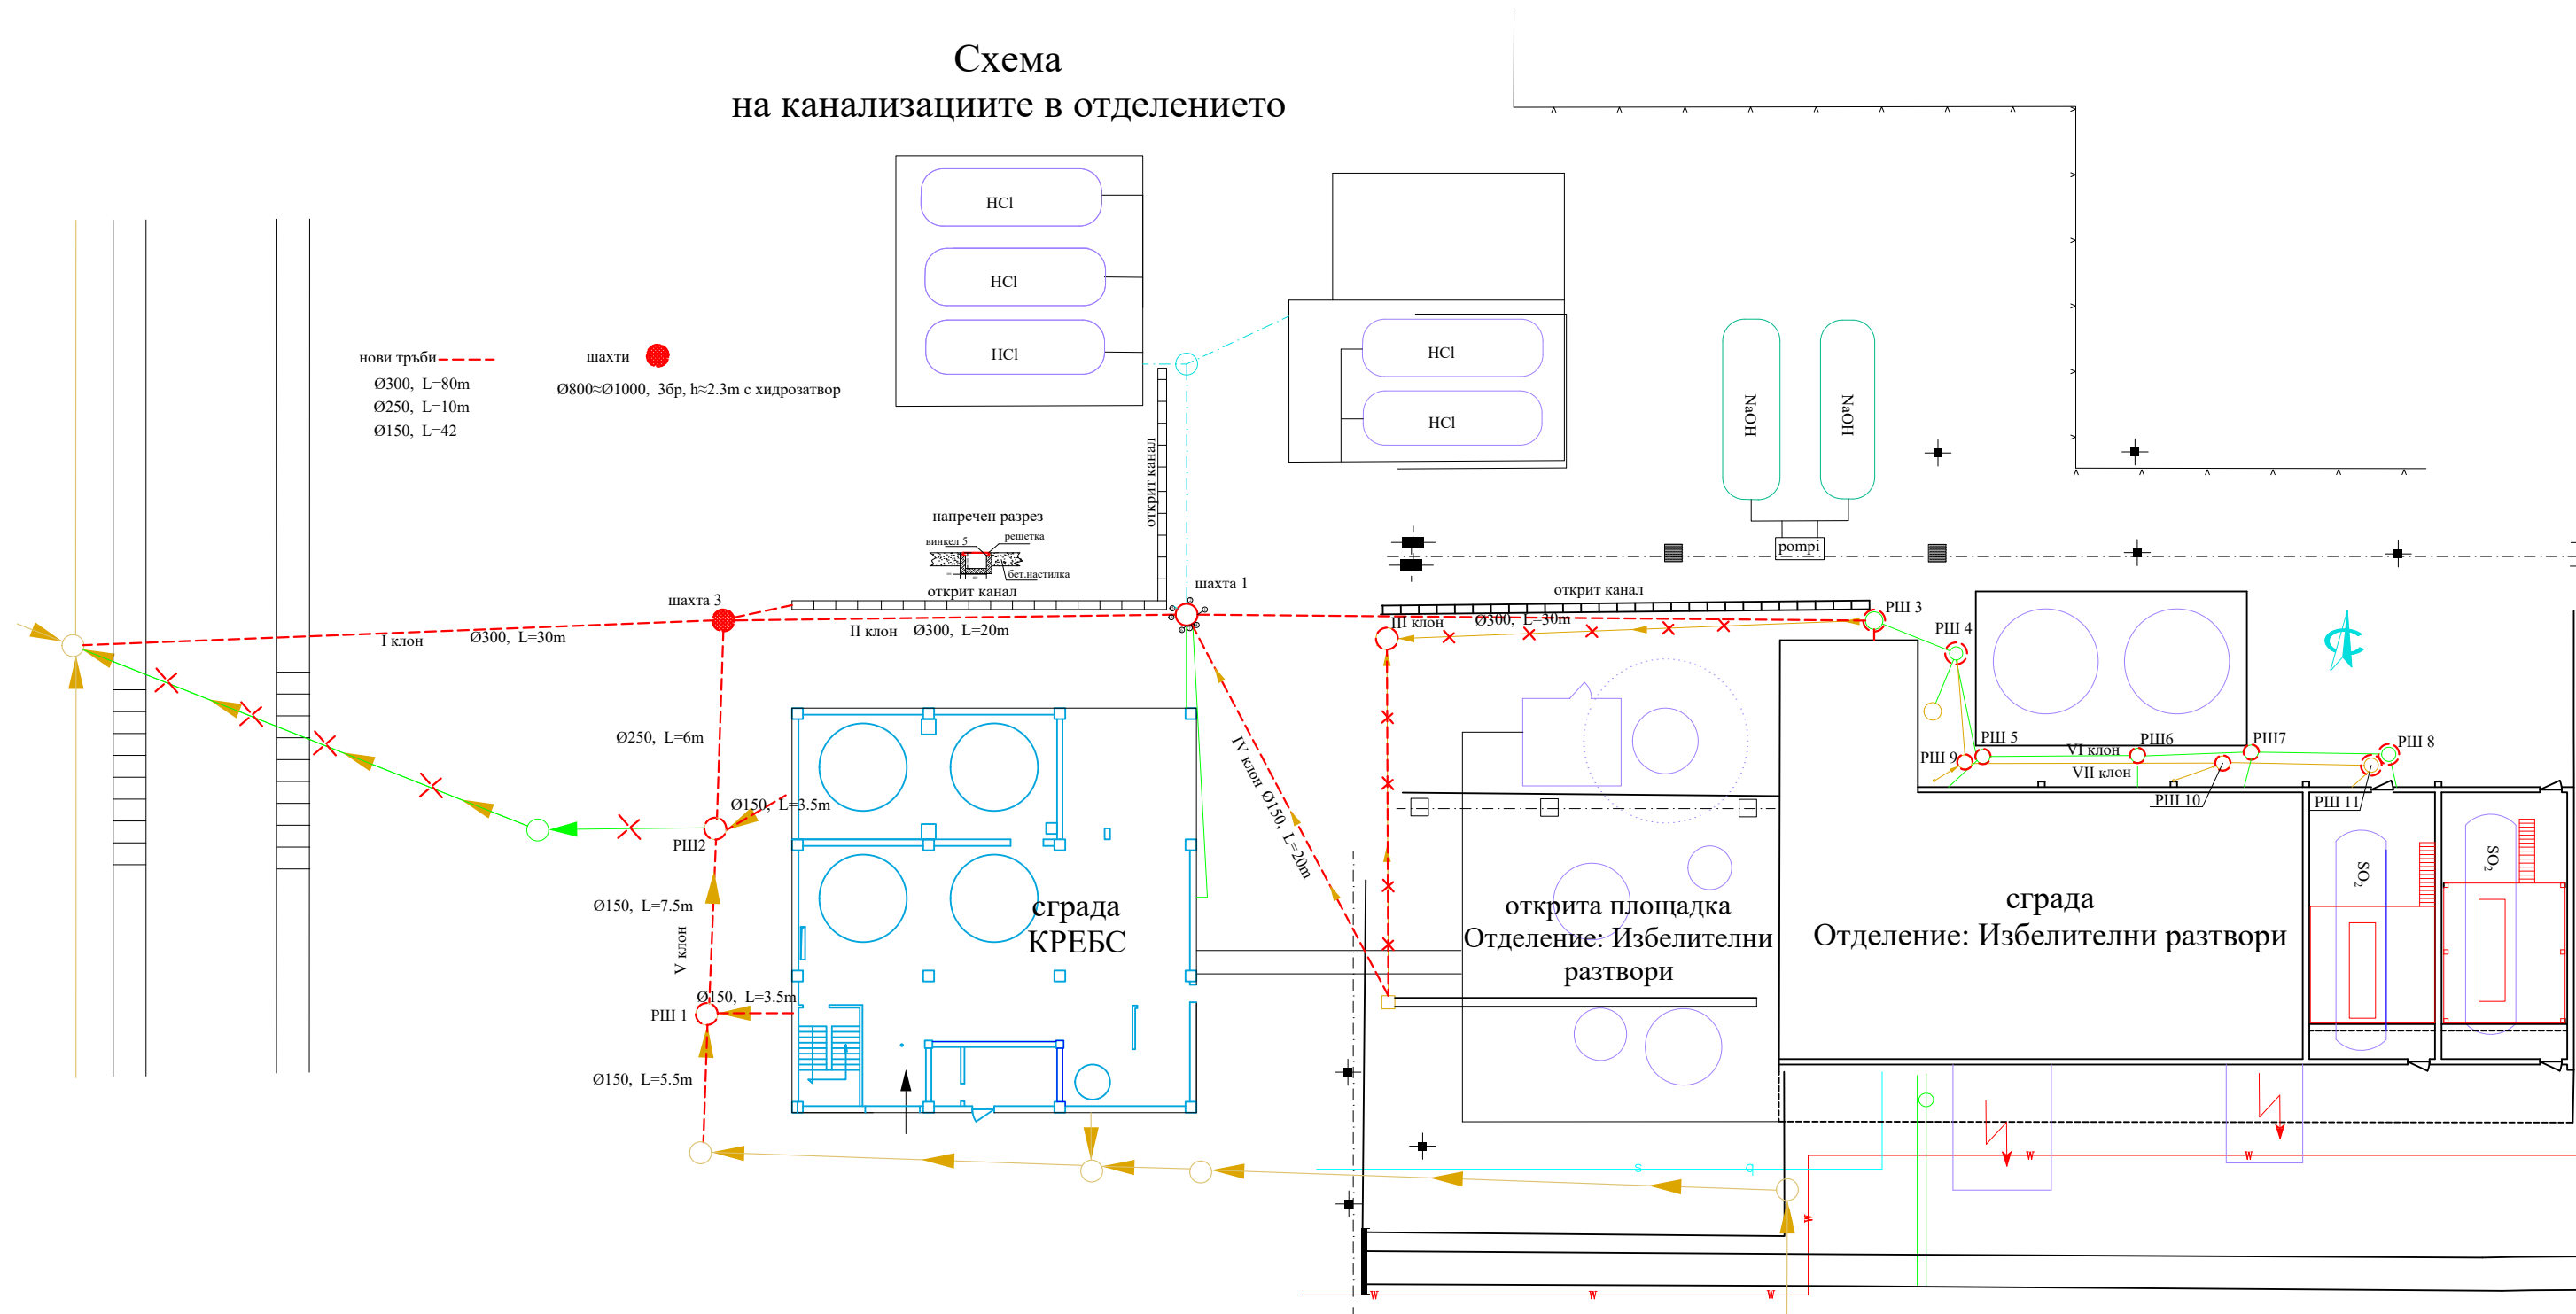 Схема
на канализациите в отделението
HCl
HCl
HCl
HCl
HCl
NaOH
NaOH
pompi
нови тръби
Ø300, L=80m
Ø250, L=10m
Ø150, L=42
шахти
Ø800≈Ø1000, 3бр, h≈2.3m с хидрозатвор
открит канал
напречен разрез
винкел 5
решетка
бет.настилка
открит канал
шахта 1
шахта 3
открит канал
I клон
Ø300, L=30m
II клон
Ø300, L=20m
III клон
Ø300, L=30m
РШ 3
РШ 4
РШ 5
РШ6
РШ7
РШ 8
РШ 9
VI клон
VII клон
РШ 10
РШ 11
Ø250, L=6m
Ø150, L=3.5m
РШ2
IV клон Ø150, L=20m
Ø150, L=7.5m
V клон
Ø150, L=3.5m
РШ 1
Ø150, L=5.5m
сграда
КРЕБС
открита площадка
Отделение: Избелителни
разтвори
сграда
Отделение: Избелителни разтвори
SO2
SO2
s
q
w
w
w
w
w
w